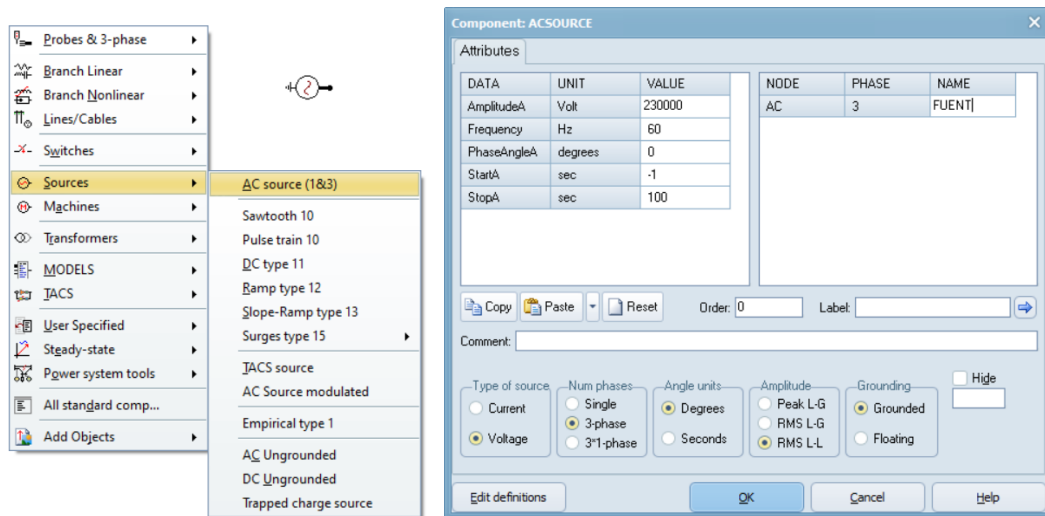 Probes & 3-phase
Branch Linear
Branch Nonlinear
Lines/Cables
Switches
Sources
Machines
Transformers
MODELS
TACS
User Specified
Steady-state
Power system tools
All standard comp...
Add Objects
AC source (1&3)
Sawtooth 10
Pulse train 10
DC type 11
Ramp type 12
Slope-Ramp type 13
Surges type 15
TACS source
AC Source modulated
Empirical type 1
AC Ungrounded
DC Ungrounded
Trapped charge source
Component: ACSOURCE
Attributes
DATA UNIT VALUE
AmplitudeA Volt 230000
Frequency Hz 60
PhaseAngleA degrees 0
StartA sec -1
StopA sec 100
NODE PHASE NAME
AC 3 FUENT
Copy Paste Reset Order: 0 Label:
Comment:
Type of source
Current
Voltage
Num phases
Single
3-phase
3*1-phase
Angle units
Degrees
Seconds
Amplitude
Peak L-G
RMS L-G
RMS L-L
Grounding
Grounded
Floating
Hide
Edit definitions OK Cancel Help